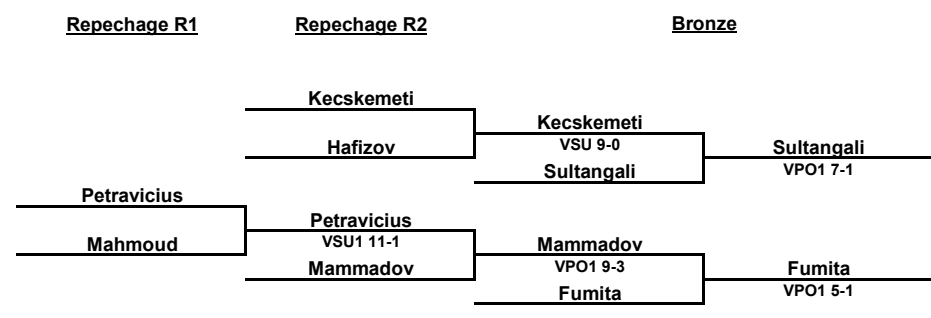 Repechage R1
Repechage R2
Bronze
Kecskemeti
Kecskemeti
Hafizov
VSU 9-0
Sultangali
Sultangali
VPO1 7-1
Petravicius
Petravicius
Mahmoud
VSU1 11-1
Mammadov
Mammadov
VPO1 9-3
Fumita
Fumita
VPO1 5-1